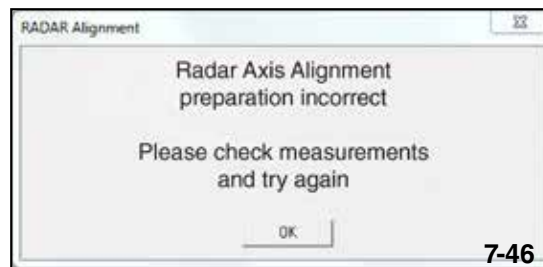 RADAR Alignment
Radar Axis Alignment
preparation incorrect
Please check measurements
and try again
OK
7-46